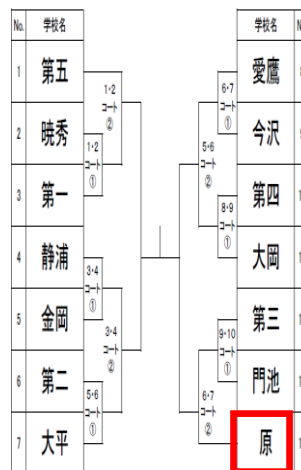 No. 学校名
1 第五
2 暁秀
3 第一
4 静浦
5 金岡
6 第二
7 大平
1・2
コート
②
1・2
コート
①
3・4
コート
①
3・4
コート
②
5・6
コート
①
6・7
コート
①
5・6
コート
②
8・9
コート
①
9・10
コート
①
6・7
コート
②
学校名
愛鷹
今沢
第四
大岡
第三
門池
原